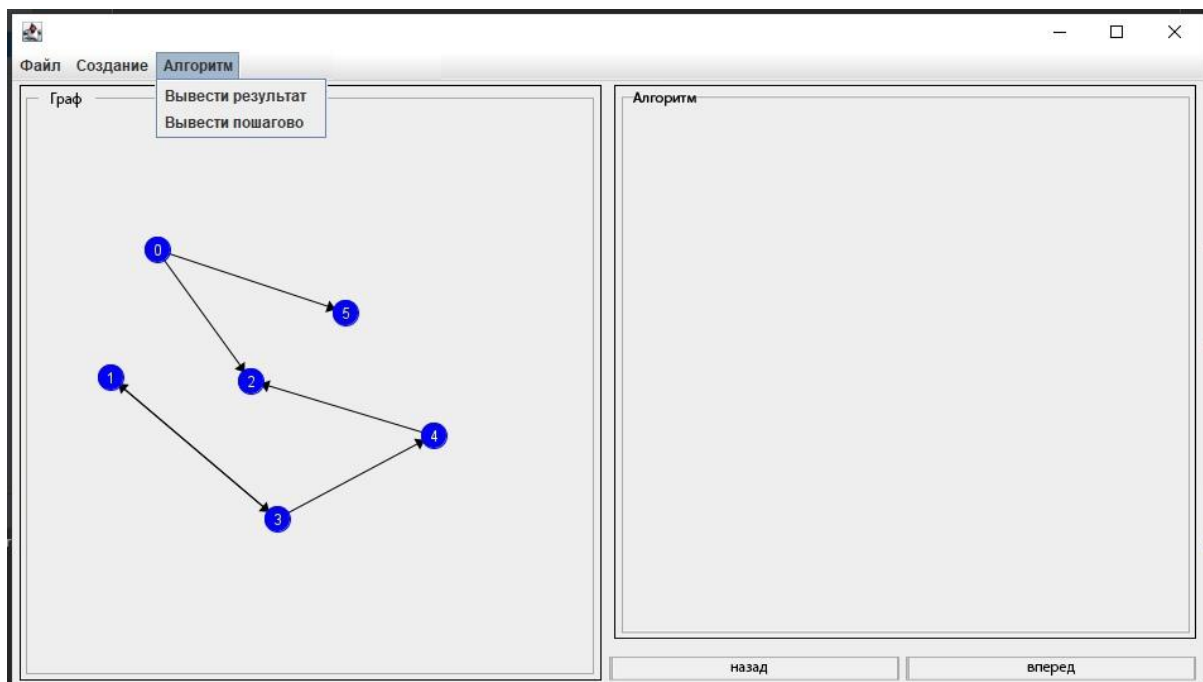 Файл Создание Алгоритм
Вывести результат
Вывести пошагово
Граф
Алгоритм
0
5
1
2
4
3
назад вперед